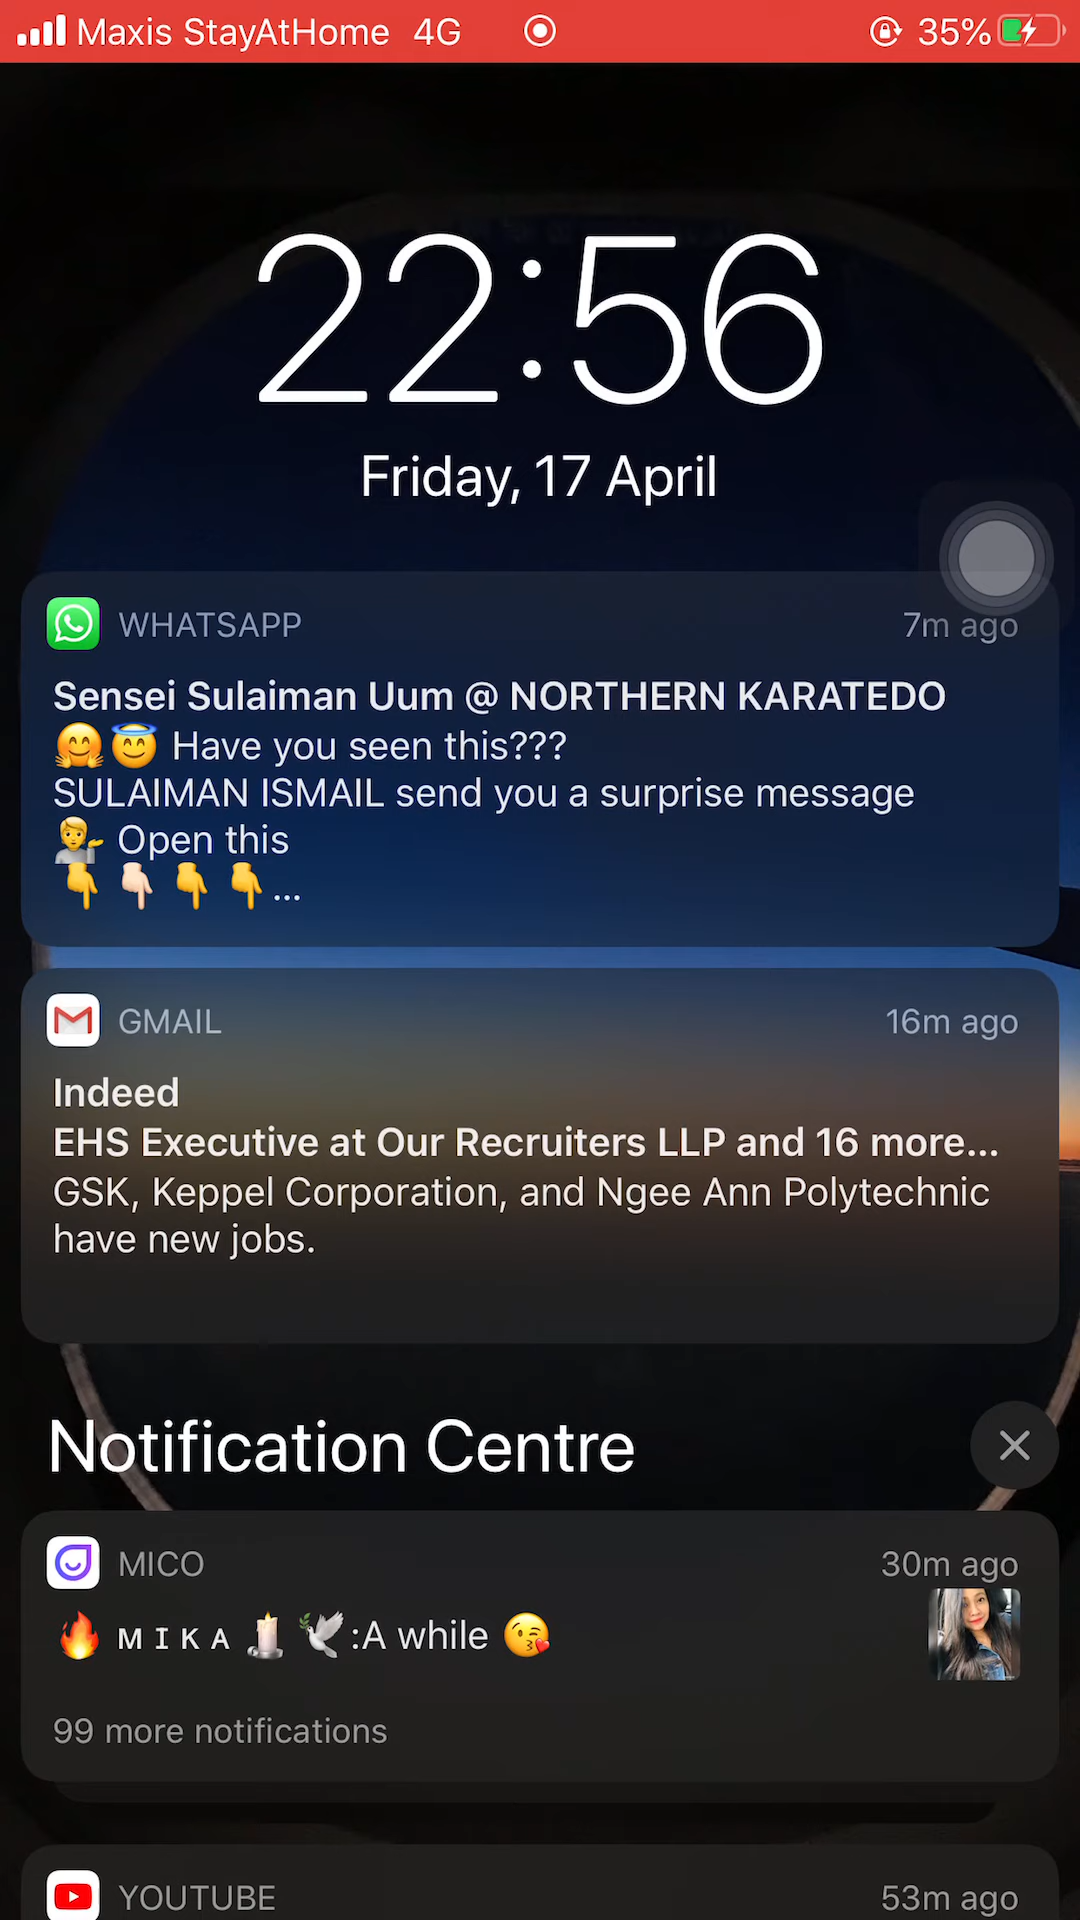 Maxis StayAtHome 4G 35%
22:56
Friday, 17 April
WHATSAPP 7m ago
Sensei Sulaiman Uum @ NORTHERN KARATEDO
🤗😇 Have you seen this???
SULAIMAN ISMAIL send you a surprise message
💁 Open this
👇👇🏻👇👇...
GMAIL 16m ago
Indeed
EHS Executive at Our Recruiters LLP and 16 more...
GSK, Keppel Corporation, and Ngee Ann Polytechnic
have new jobs.
Notification Centre
MICO 30m ago
🔥 ᴍ ɪ ᴋ ᴀ 🕯️ 🕊️:A while 😘
99 more notifications
YOUTUBE 53m ago